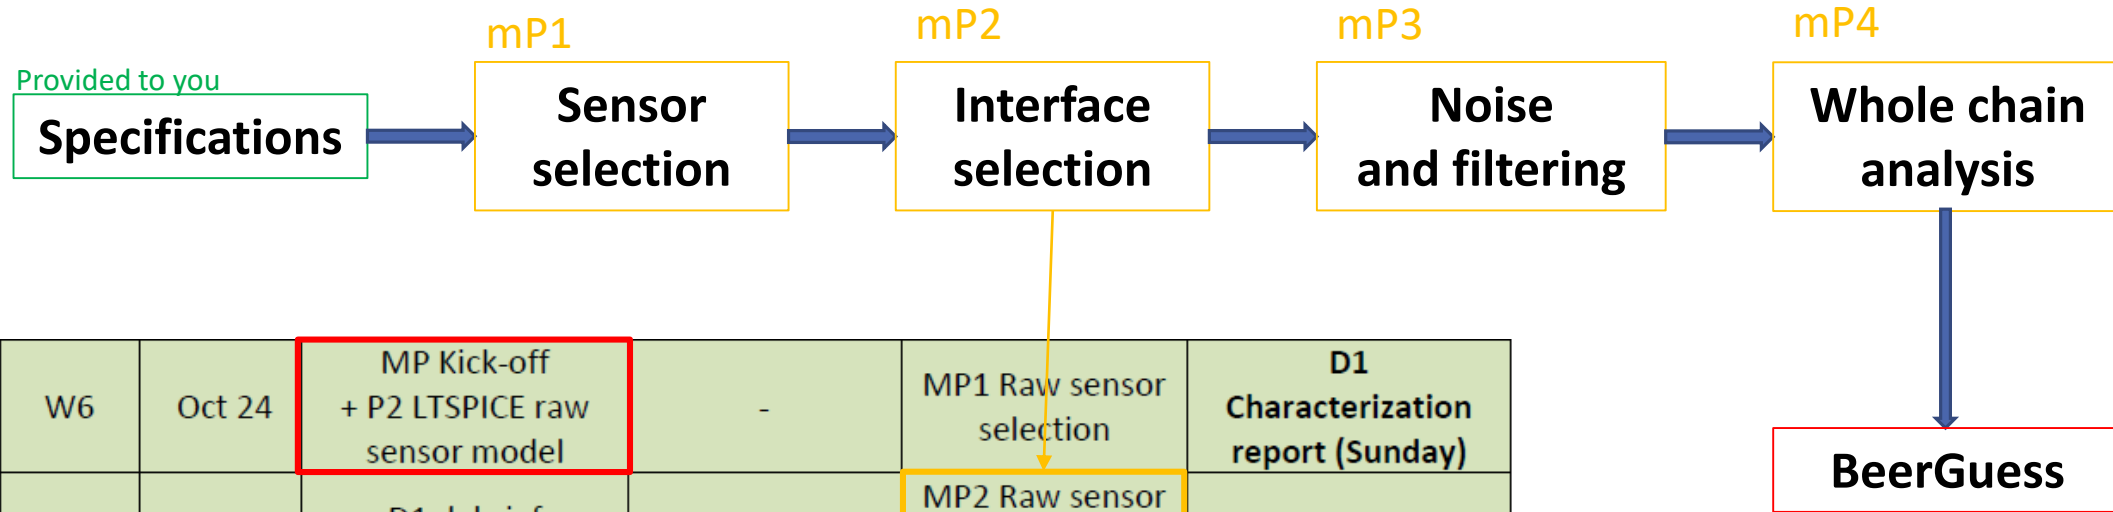 mP1
mP2
mP3
mP4
Provided to you
Specifications
Sensor
selection
Interface
selection
Noise
and filtering
Whole chain
analysis
W6
Oct 24
MP Kick-off
+ P2 LTSPICE raw
sensor model
-
MP1 Raw sensor
selection
D1
Characterization
report (Sunday)
MP2 Raw sensor
BeerGuess